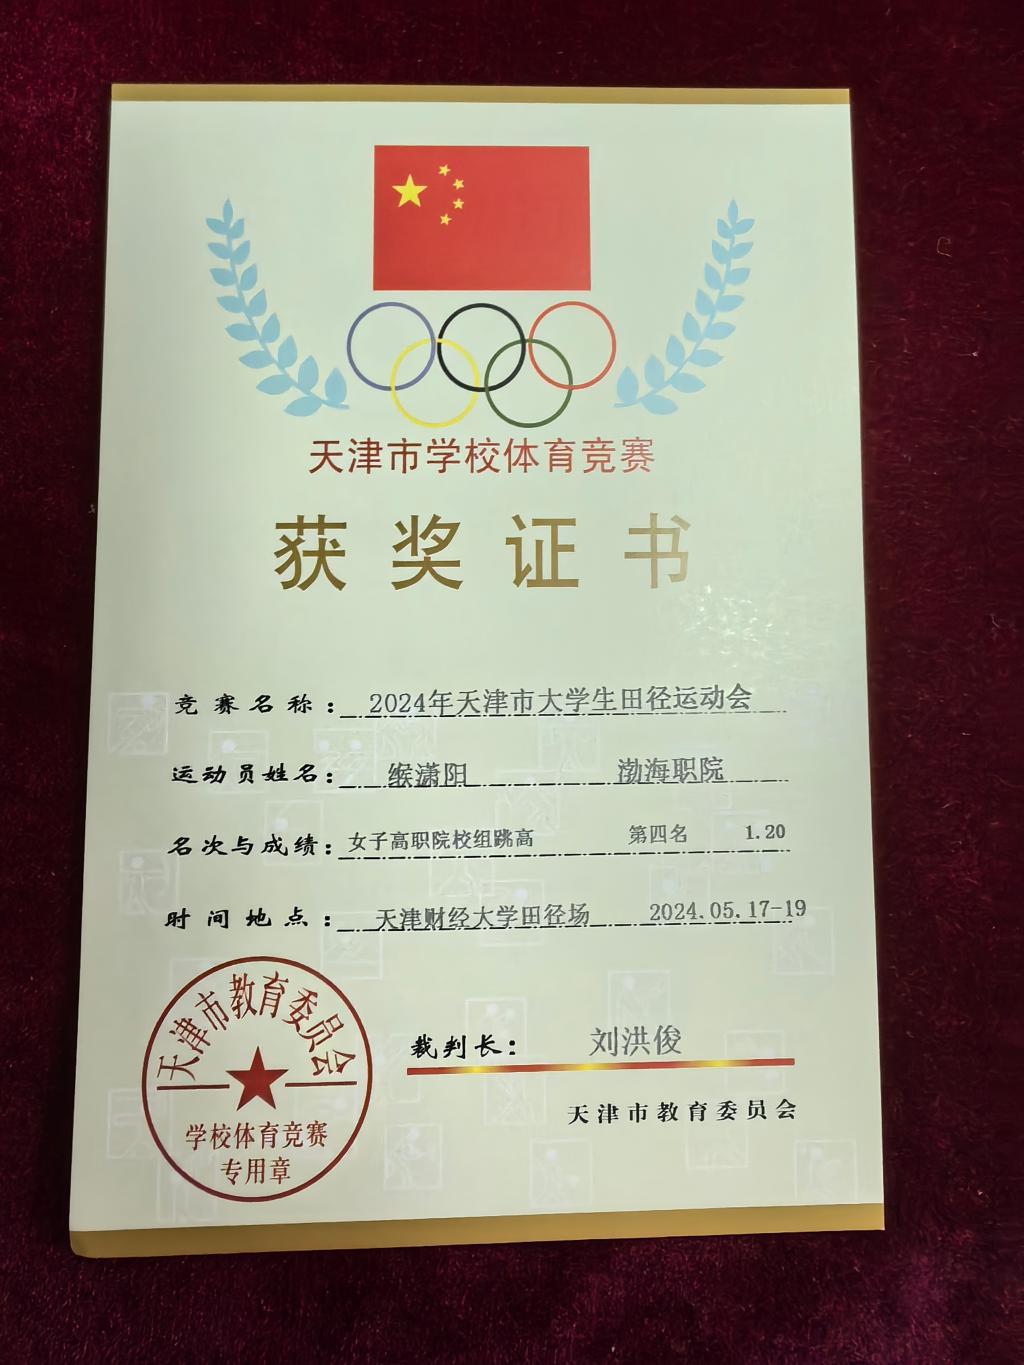 天津市学校体育竞赛
获奖证书
竞赛名称：2024年天津市大学生田径运动会
运动员姓名：缑潇阳 渤海职院
名次与成绩：女子高职院校组跳高 第四名 1.20
时间地点：天津财经大学田径场 2024.05.17-19
裁判长：刘洪俊
天津市教育委员会
天津市教育委员会
学校体育竞赛
专用章